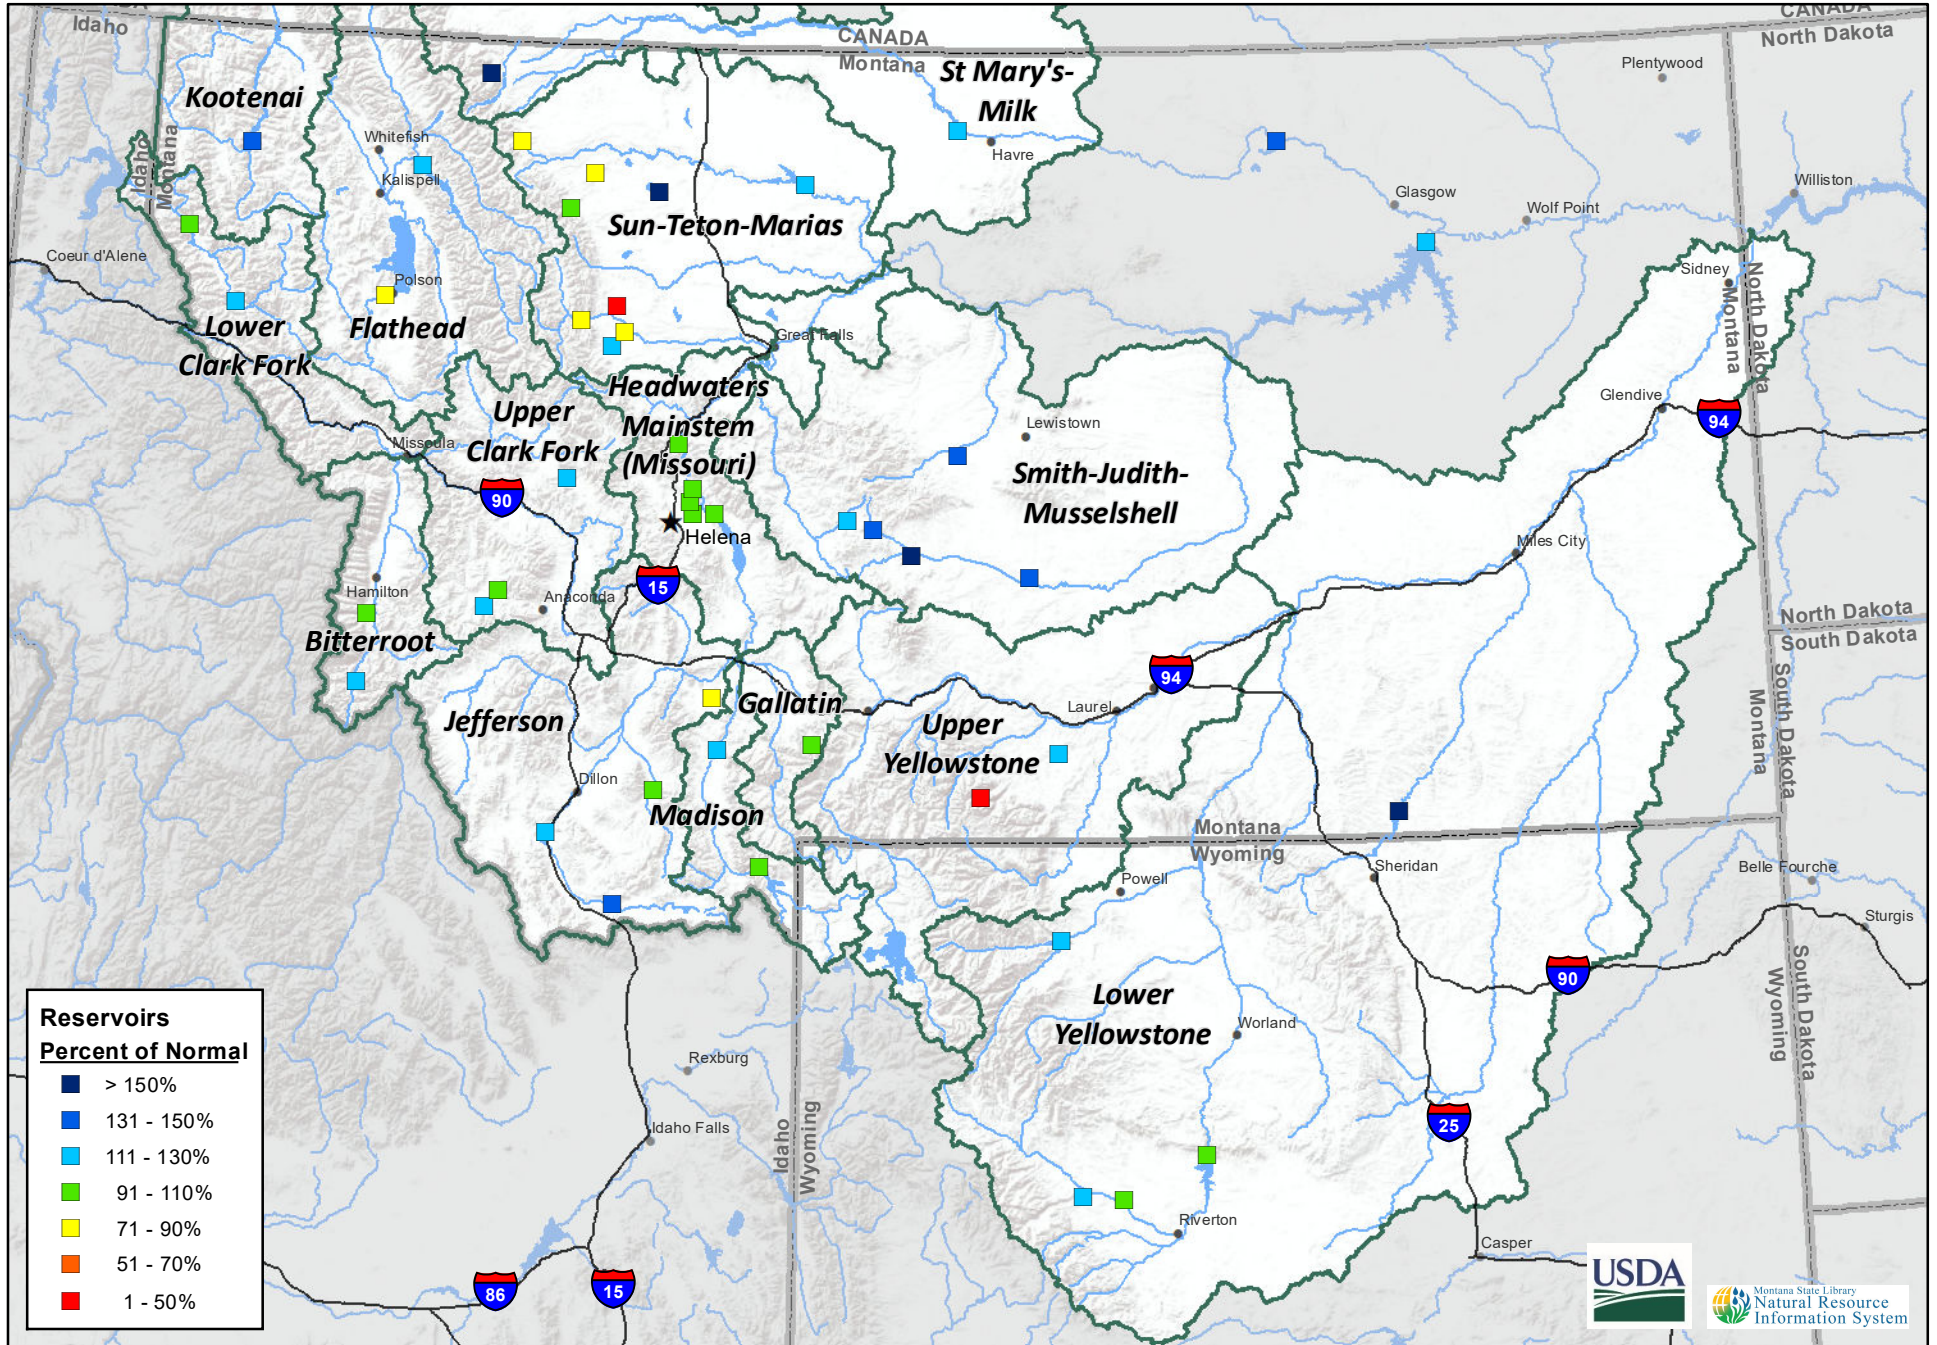 Idaho
CANADA
Montana
CANADA
North Dakota
Kootenai
St Mary's-
Milk
Plentywood
Whitefish
Havre
Idaho
Montana
Kalispell
Glasgow
Williston
Wolf Point
Sun-Teton-Marias
Coeur d'Alene
Polson
Sidney
Montana
North Dakota
Lower
Clark Fork
Flathead
Great Falls
Headwaters
Mainstem
(Missouri)
Upper
Clark Fork
Glendive
94
Lewistown
Missoula
Smith-Judith-
Musselshell
90
Helena
Miles City
15
Hamilton
Anaconda
Bitterroot
North Dakota
South Dakota
94
Jefferson
Gallatin
Laurel
Upper
Yellowstone
Montana
South Dakota
Dillon
Madison
Montana
Wyoming
Sheridan
Powell
Belle Fourche
Sturgis
90
Lower
Yellowstone
Worland
Wyoming
South Dakota
Rexburg
Idaho Falls
Idaho
Wyoming
25
Riverton
Casper
86
15
Reservoirs
Percent of Normal
> 150%
131 - 150%
111 - 130%
91 - 110%
71 - 90%
51 - 70%
1 - 50%
USDA
Montana State Library
Natural Resource
Information System